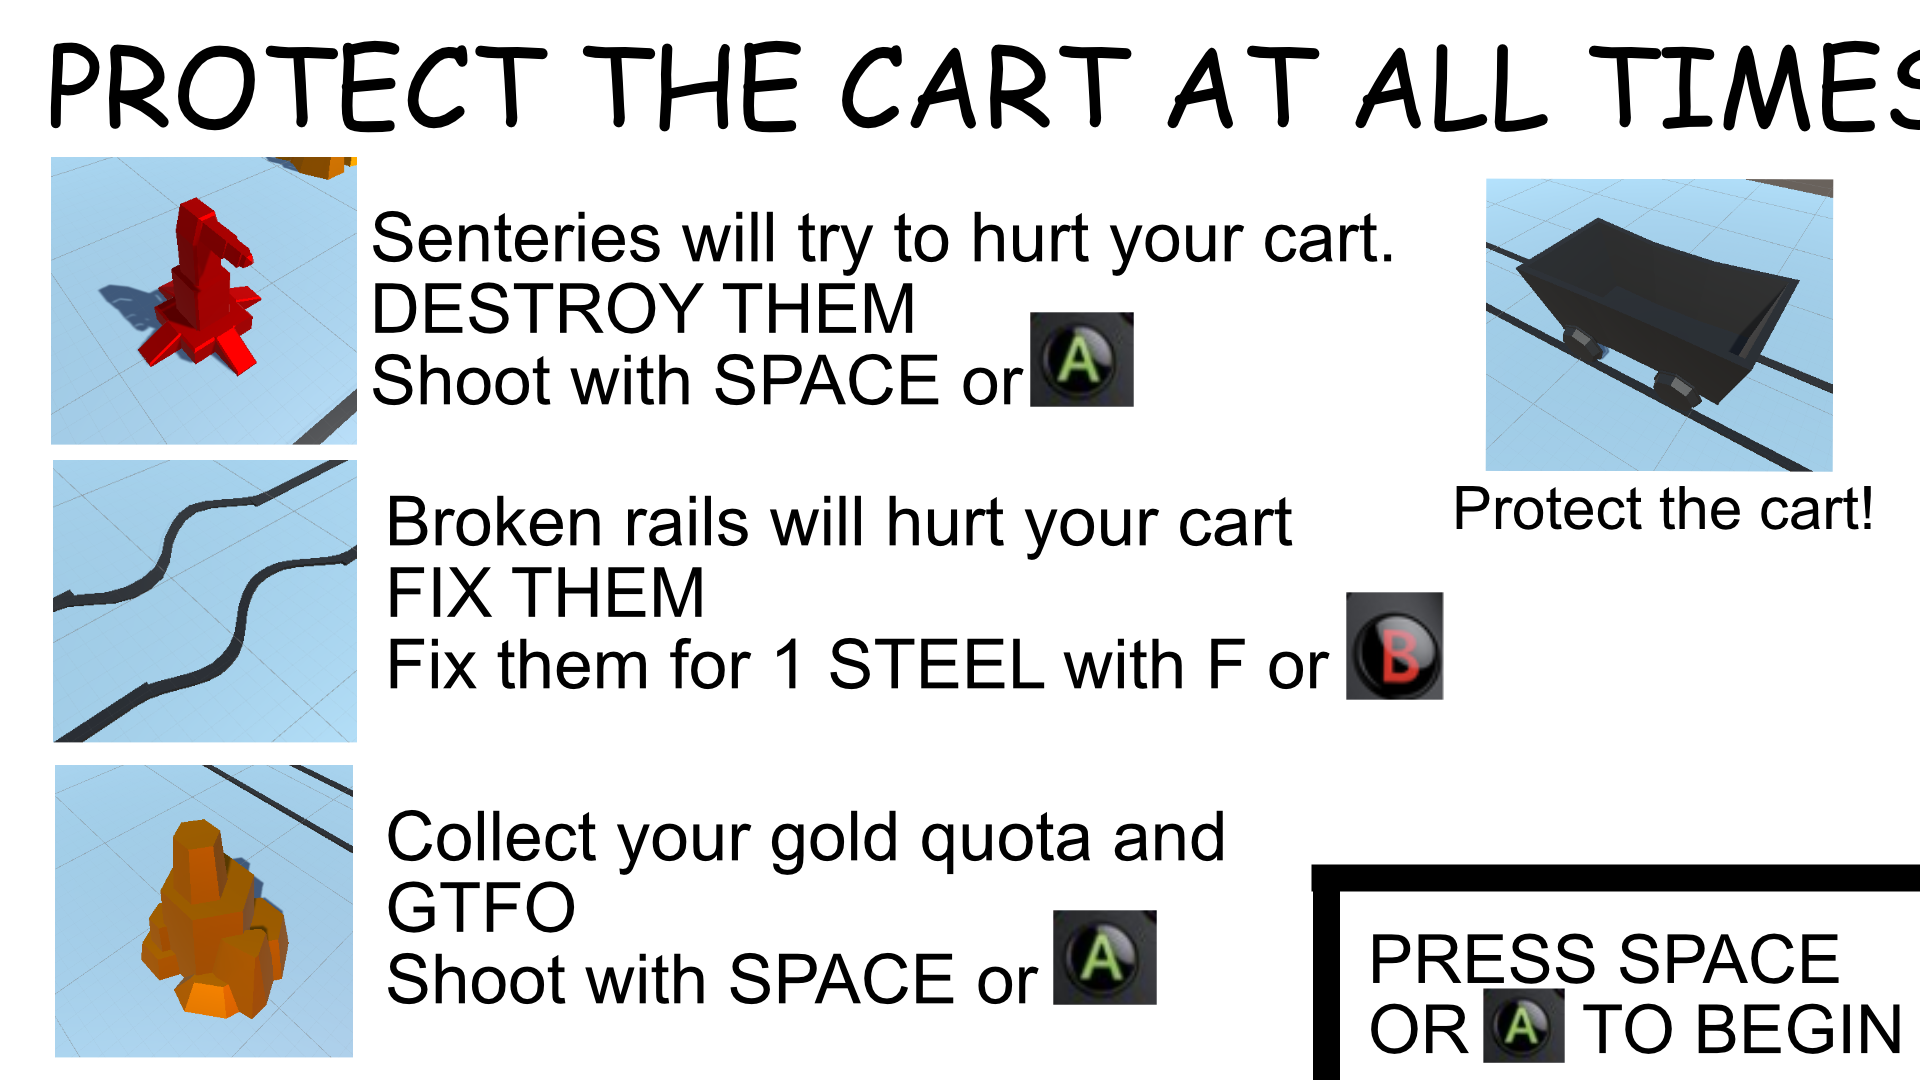 PROTECT THE CART AT ALL TIMES
Senteries will try to hurt your cart.
DESTROY THEM
Shoot with SPACE or A
Protect the cart!
Broken rails will hurt your cart
FIX THEM
Fix them for 1 STEEL with F or B
Collect your gold quota and
GTFO
Shoot with SPACE or A
PRESS SPACE
OR A TO BEGIN